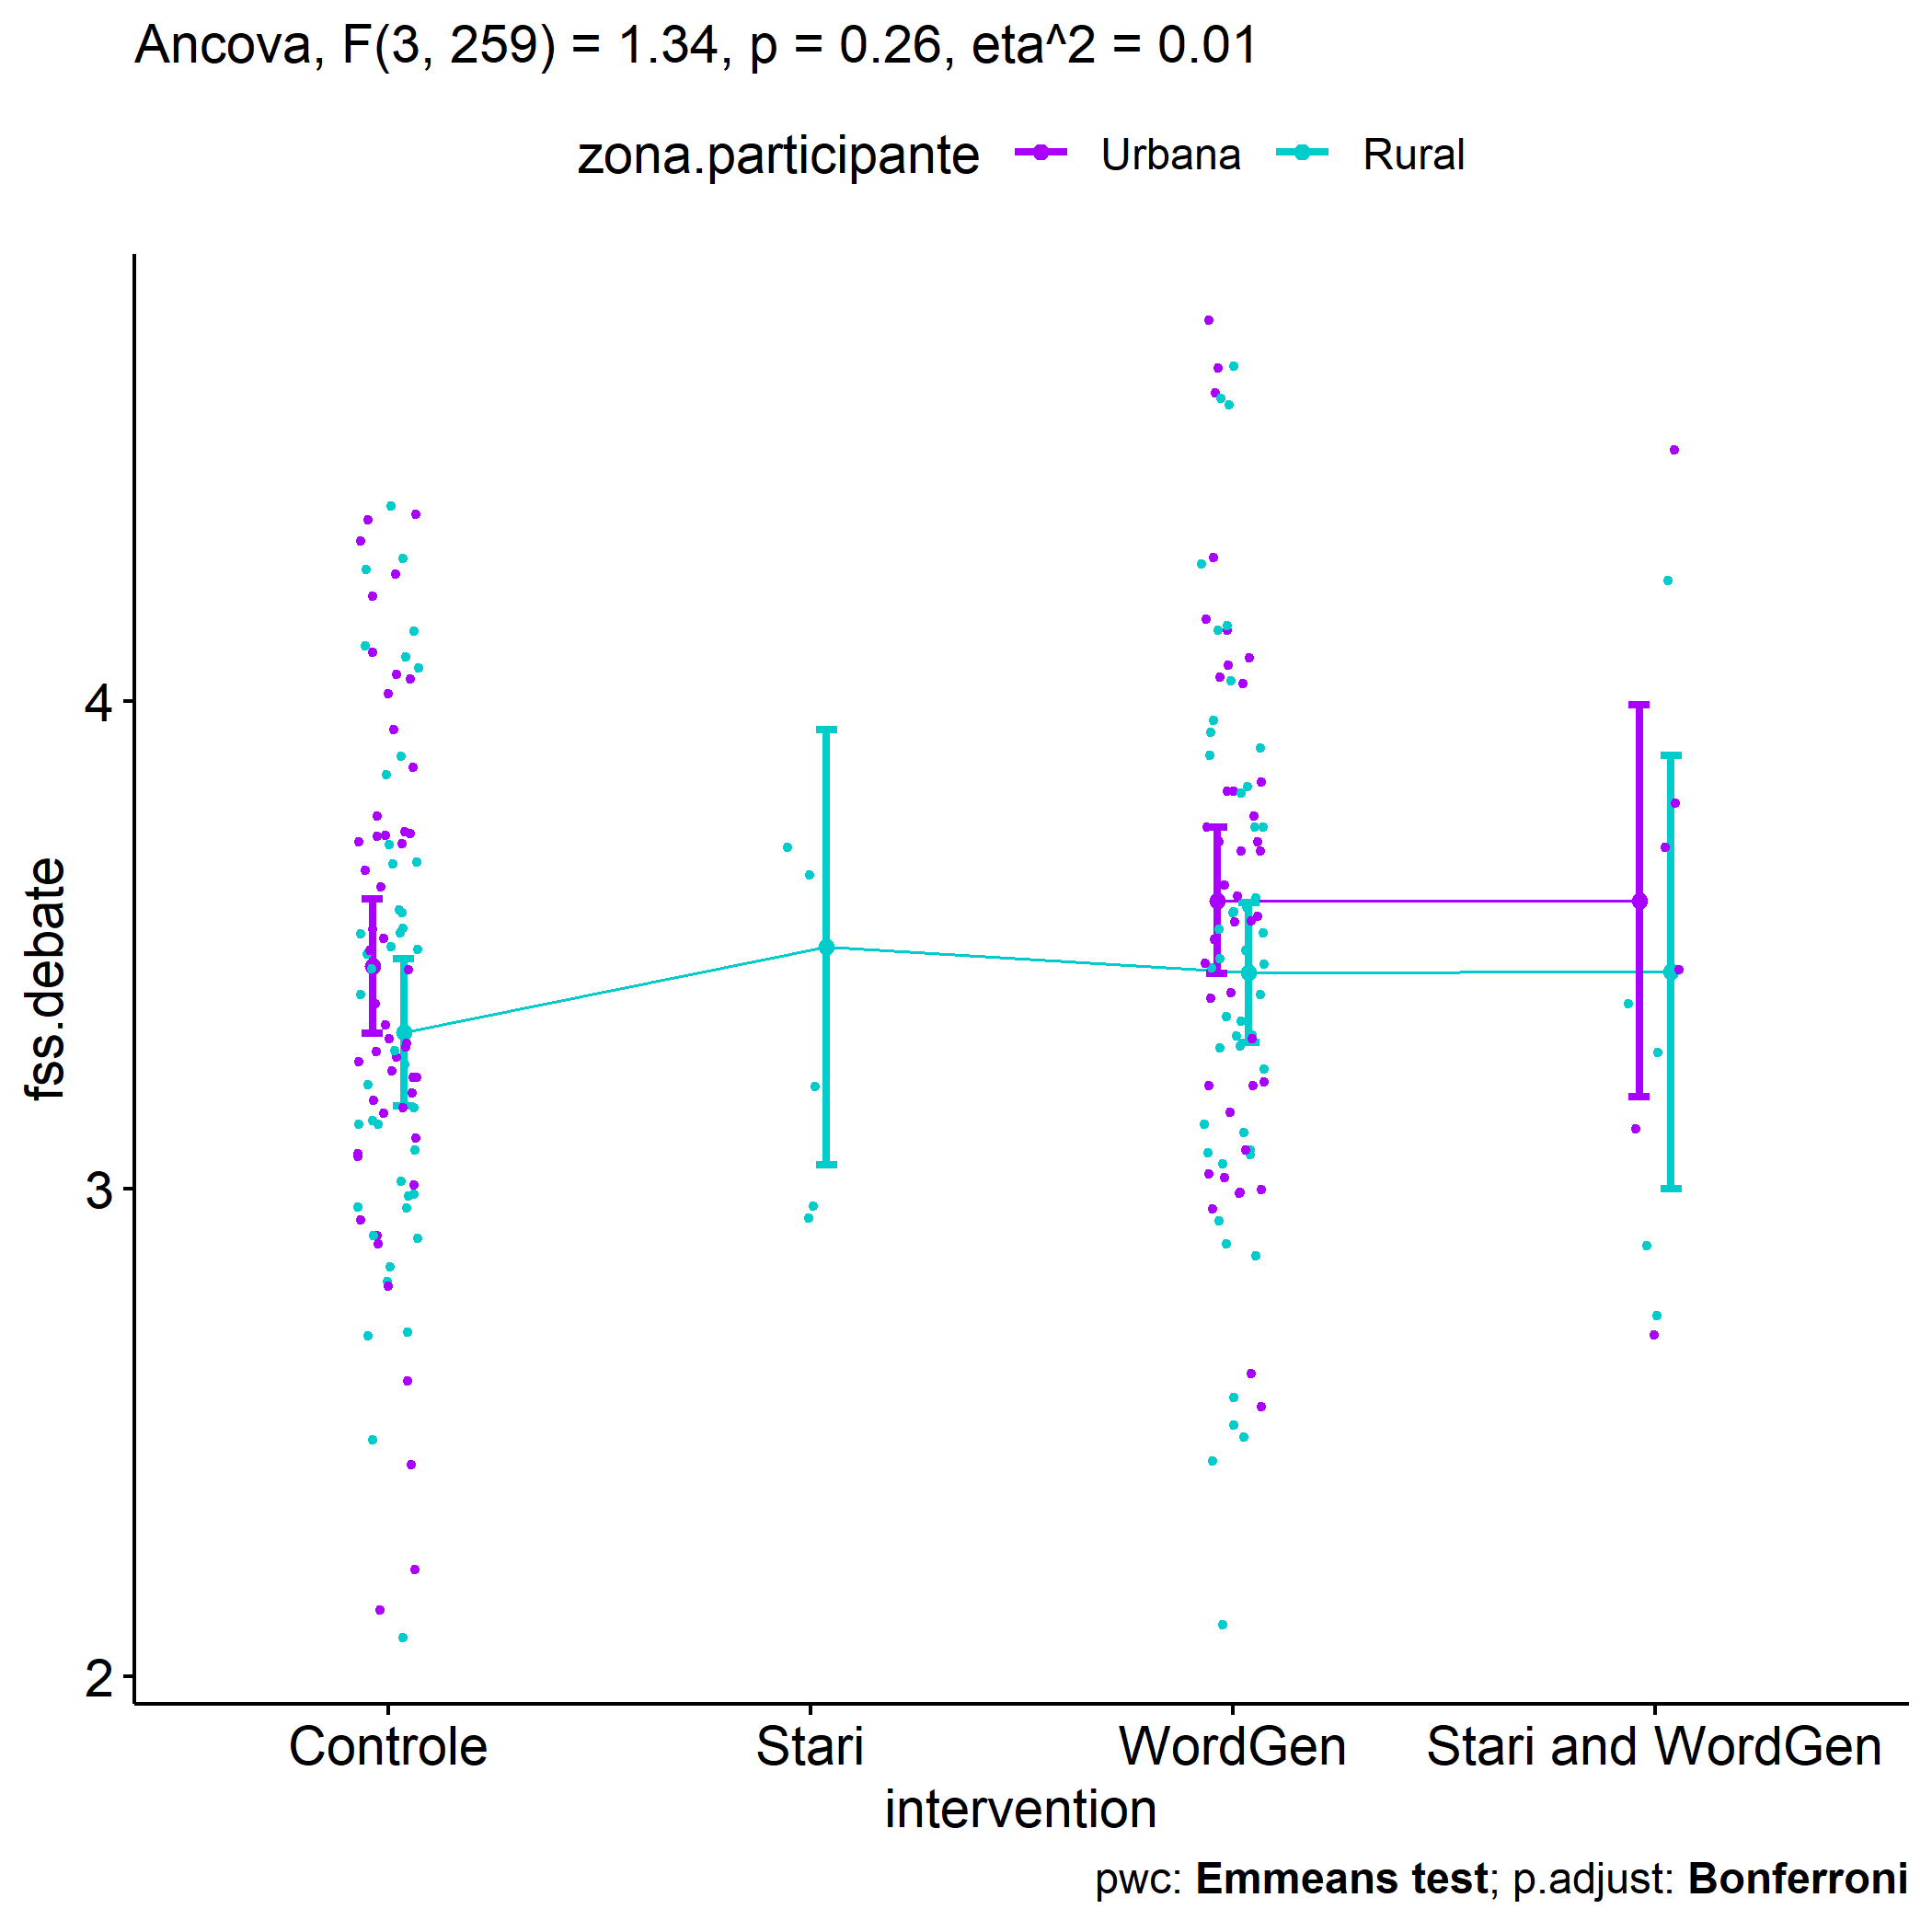 Ancova, F(3, 259) = 1.34, p = 0.26, eta^2 = 0.01
zona.participante Urbana Rural
fss.debate
4
3
2
Controle Stari WordGen Stari and WordGen
intervention
pwc: Emmeans test; p.adjust: Bonferroni